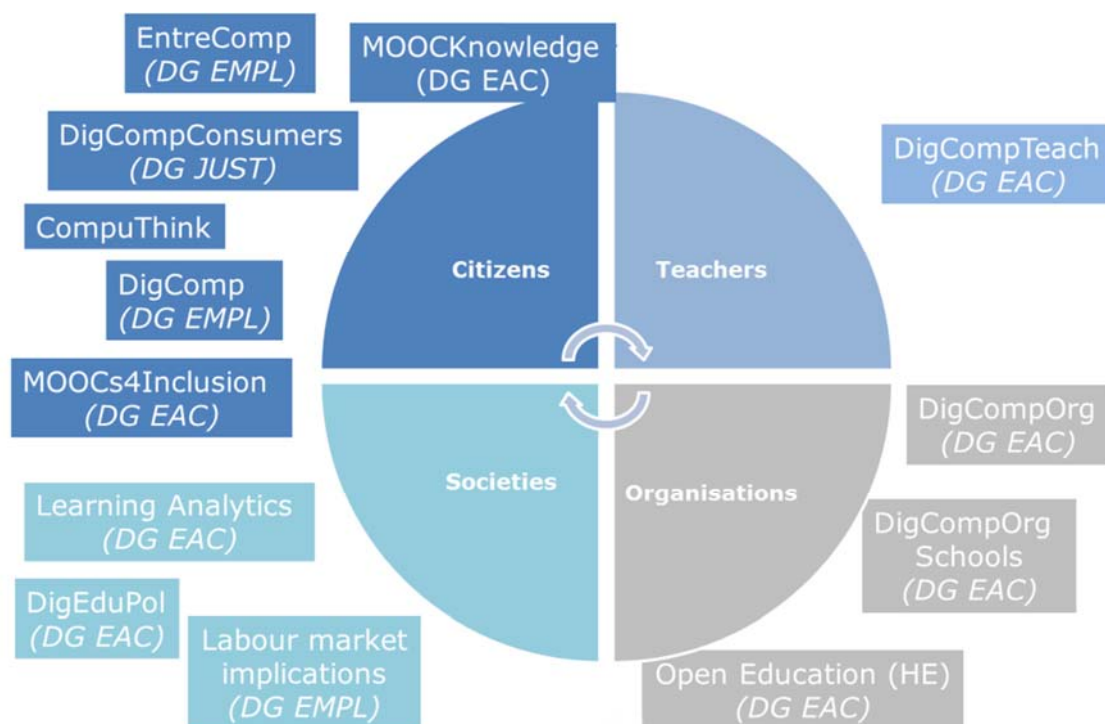 EntreComp
(DG EMPL)
MOOCKnowledge
(DG EAC)
DigCompConsumers
(DG JUST)
CompuThink
DigComp
(DG EMPL)
MOOCs4Inclusion
(DG EAC)
Citizens
Teachers
DigCompTeach
(DG EAC)
Societies
Organisations
DigCompOrg
(DG EAC)
DigCompOrg
Schools
(DG EAC)
Open Education (HE)
(DG EAC)
Learning Analytics
(DG EAC)
DigEduPol
(DG EAC)
Labour market
implications
(DG EMPL)